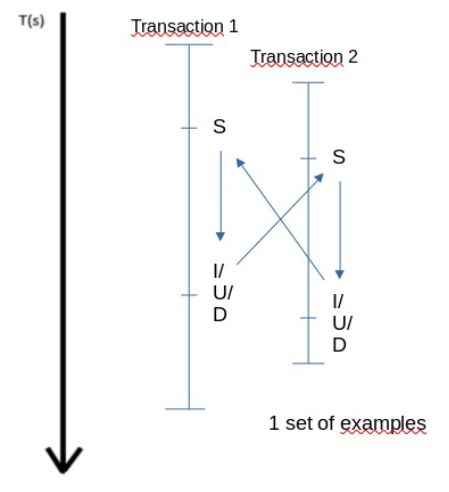 T(s)
Transaction 1
Transaction 2
S
S
I/
U/
D
I/
U/
D
1 set of examples